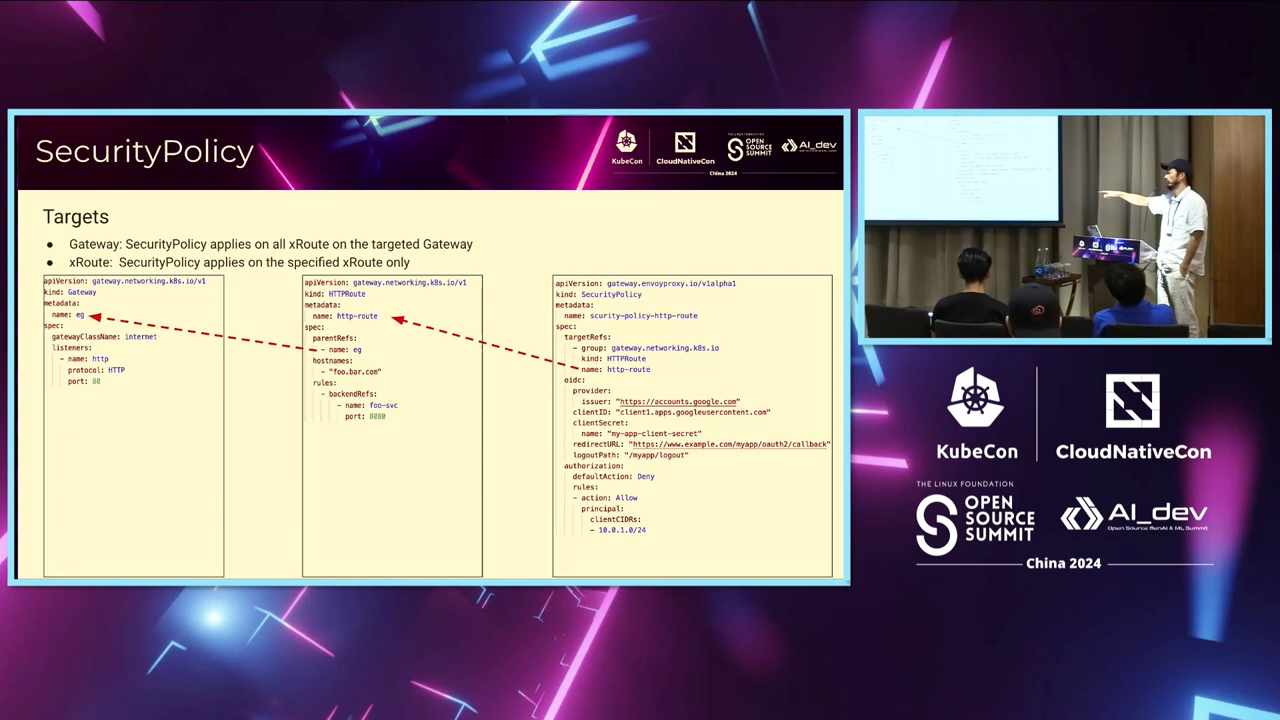 SecurityPolicy
KubeCon
CloudNativeCon
THE LINUX FOUNDATION
OPEN
SOURCE
SUMMIT
AI_dev
China 2024
Targets
● Gateway: SecurityPolicy applies on all xRoute on the targeted Gateway
● xRoute: SecurityPolicy applies on the specified xRoute only
apiVersion: gateway.networking.k8s.io/v1
kind: Gateway
metadata:
name: eg
spec:
gatewayClassName: internet
listeners:
- name: http
protocol: HTTP
port: 80
apiVersion: gateway.networking.k8s.io/v1
kind: HTTPRoute
metadata:
name: http-route
spec:
parentRefs:
- name: eg
hostnames:
- "foo.bar.com"
rules:
- backendRefs:
- name: foo-svc
port: 8080
apiVersion: gateway.envoyproxy.io/v1alpha1
kind: SecurityPolicy
metadata:
name: scurity-policy-http-route
spec:
targetRefs:
- group: gateway.networking.k8s.io
kind: HTTPRoute
name: http-route
oidc:
provider:
issuer: "https://accounts.google.com"
clientID: "client1.apps.googleusercontent.com"
clientSecret:
name: "my-app-client-secret"
redirectURL: "https://www.example.com/myapp/oauth2/callback"
logoutPath: "/myapp/logout"
authorization:
defaultAction: Deny
rules:
- action: Allow
principal:
clientCIDRs:
- 10.0.1.0/24
KubeCon
CloudNativeCon
THE LINUX FOUNDATION
OPEN
SOURCE
SUMMIT
AI_dev
Open Source GenAI & ML Summit
China 2024